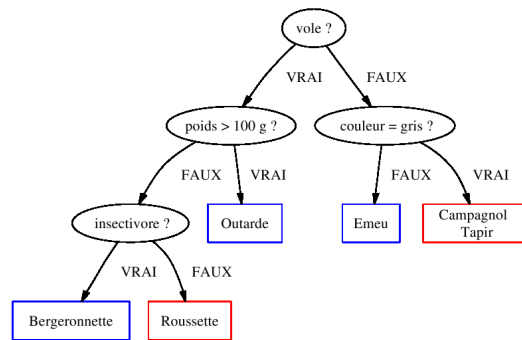 vole ?
VRAI
FAUX
poids > 100 g ?
couleur = gris ?
FAUX
VRAI
FAUX
VRAI
insectivore ?
Outarde
Emeu
Campagnol
Tapir
VRAI
FAUX
Bergeronnette
Roussette